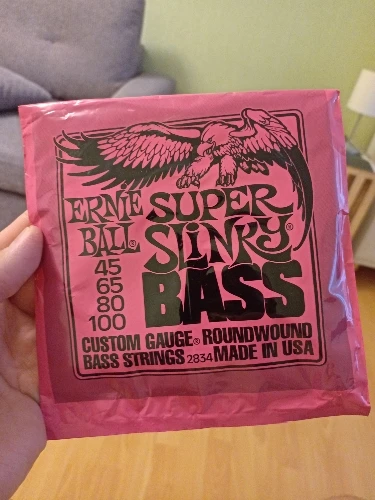 ERNIE BALL®
SUPER SLINKY®
BASS
45
65
80
100
CUSTOM GAUGE® ROUNDWOUND
BASS STRINGS 2834 MADE IN USA